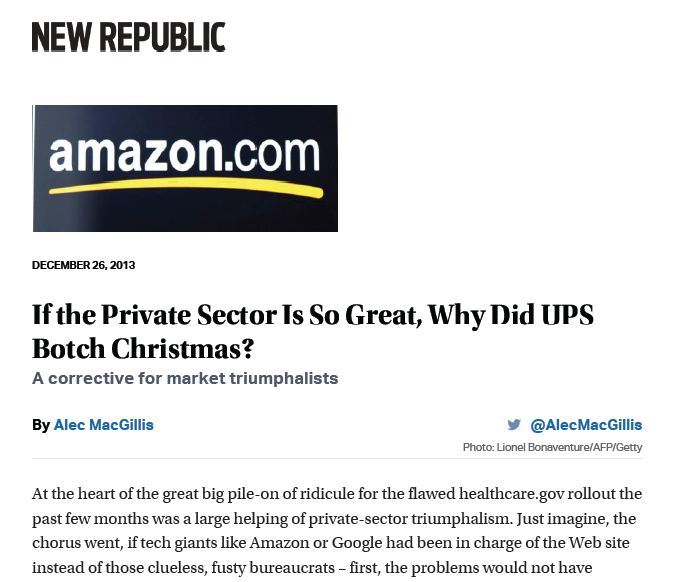 NEW REPUBLIC
amazon.com
DECEMBER 26, 2013
If the Private Sector Is So Great, Why Did UPS
Botch Christmas?
A corrective for market triumphalists
By Alec MacGillis
@AlecMacGillis
Photo: Lionel Bonaventure/AFP/Getty
At the heart of the great big pile-on of ridicule for the flawed healthcare.gov rollout the
past few months was a large helping of private-sector triumphalism. Just imagine, the
chorus went, if tech giants like Amazon or Google had been in charge of the Web site
instead of those clueless, fusty bureaucrats – first, the problems would not have